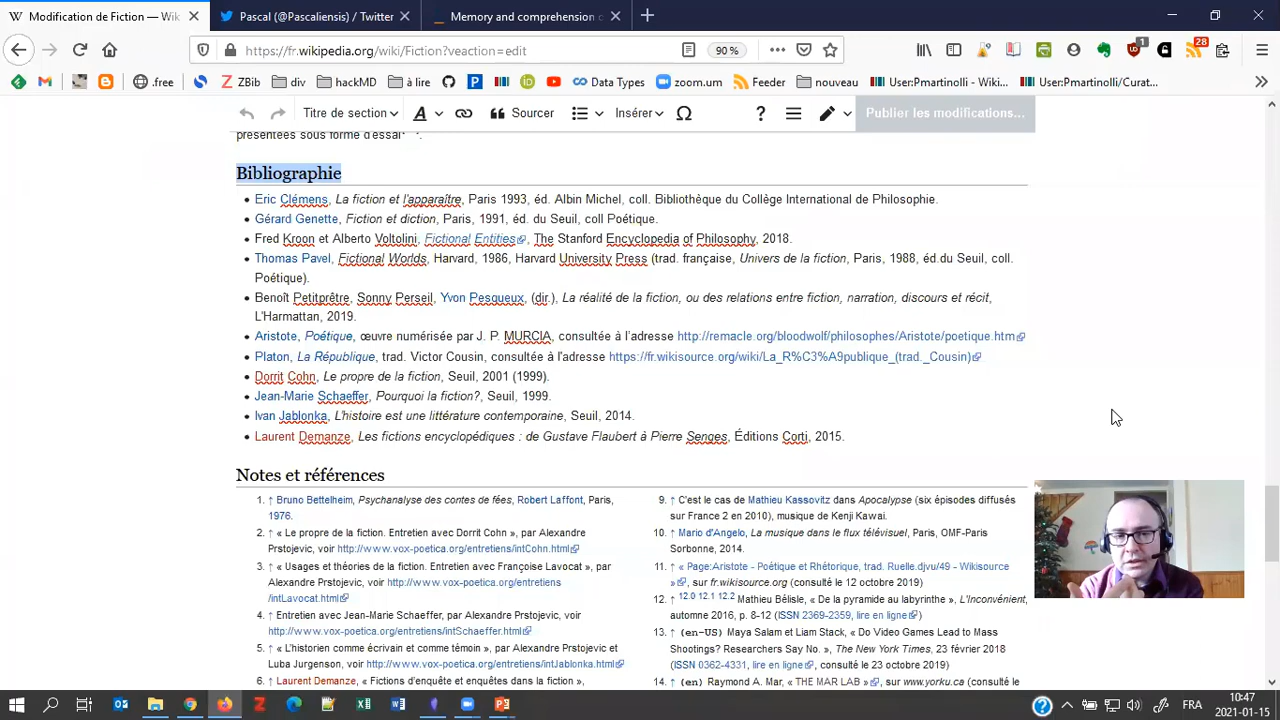 Modification de Fiction — Wiki
Pascal (@Pascaliensis) / Twitter
Memory and comprehension o
https://fr.wikipedia.org/wiki/Fiction?veaction=edit
90 %
1
28
.free
ZBib
div
hackMD
à lire
Data Types
zoom.um
Feeder
nouveau
User:Pmartinolli - Wiki...
User:Pmartinolli/Curat...
Titre de section
A
Sourcer
Insérer
Ω
?
Publier les modifications...
présentées sous forme d'essai
Bibliographie
• Eric Clémens, La fiction et l'apparaître, Paris 1993, éd. Albin Michel, coll. Bibliothèque du Collège International de Philosophie.
• Gérard Genette, Fiction et diction, Paris, 1991, éd. du Seuil, coll Poétique.
• Fred Kroon et Alberto Voltolini, Fictional Entities, The Stanford Encyclopedia of Philosophy, 2018.
• Thomas Pavel, Fictional Worlds, Harvard, 1986, Harvard University Press (trad. française, Univers de la fiction, Paris, 1988, éd.du Seuil, coll.
Poétique).
• Benoît Petitprêtre, Sonny Perseil, Yvon Pesqueux, (dir.), La réalité de la fiction, ou des relations entre fiction, narration, discours et récit,
L'Harmattan, 2019.
• Aristote, Poétique, œuvre numérisée par J. P. MURCIA, consultée à l'adresse http://remacle.org/bloodwolf/philosophes/Aristote/poetique.htm
• Platon, La République, trad. Victor Cousin, consultée à l'adresse https://fr.wikisource.org/wiki/La_R%C3%A9publique_(trad._Cousin)
• Dorrit Cohn, Le propre de la fiction, Seuil, 2001 (1999).
• Jean-Marie Schaeffer, Pourquoi la fiction?, Seuil, 1999.
• Ivan Jablonka, L'histoire est une littérature contemporaine, Seuil, 2014.
• Laurent Demanze, Les fictions encyclopédiques : de Gustave Flaubert à Pierre Senges, Éditions Corti, 2015.
Notes et références
1. ↑ Bruno Bettelheim, Psychanalyse des contes de fées, Robert Laffont, Paris,
1976.
2. ↑ « Le propre de la fiction. Entretien avec Dorrit Cohn », par Alexandre
Prstojevic, voir http://www.vox-poetica.org/entretiens/intCohn.html
3. ↑ « Usages et théories de la fiction. Entretien avec Françoise Lavocat », par
Alexandre Prstojevic, voir http://www.vox-poetica.org/entretiens
/intLavocat.html
4. ↑ Entretien avec Jean-Marie Schaeffer, par Alexandre Prstojevic, voir
http://www.vox-poetica.org/entretiens/intSchaeffer.html
5. ↑ « L'historien comme écrivain et comme témoin », par Alexandre Prstojevic et
Luba Jurgenson, voir http://www.vox-poetica.org/entretiens/intJablonka.html
6. ↑ Laurent Demanze, « Fictions d'enquête et enquêtes dans la fiction »,
9. ↑ C'est le cas de Mathieu Kassovitz dans Apocalypse (six épisodes diffusés
sur France 2 en 2010), musique de Kenji Kawai.
10. ↑ Mario d'Angelo, La musique dans le flux télévisuel, Paris, OMF-Paris
Sorbonne, 2014.
11. ↑ « Page:Aristote - Poétique et Rhétorique, trad. Ruelle.djvu/49 - Wikisource
», sur fr.wikisource.org (consulté le 12 octobre 2019)
12. ↑ 12.0 12.1 12.2 Mathieu Bélisle, « De la pyramide au labyrinthe », L'Inconvénient,
automne 2016, p. 8-12 (ISSN 2369-2359, lire en ligne)
13. ↑ (en-US) Maya Salam et Liam Stack, « Do Video Games Lead to Mass
Shootings? Researchers Say No. », The New York Times, 23 février 2018
(ISSN 0362-4331, lire en ligne, consulté le 23 octobre 2019)
14. ↑ (en) Raymond A. Mar, « THE MAR LAB », sur www.yorku.ca (consulté le
FRA
10:47
2021-01-15